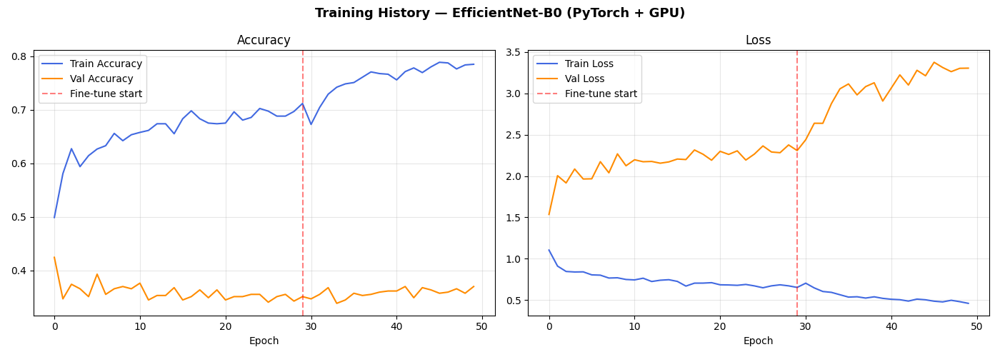 Training History — EfficientNet-B0 (PyTorch + GPU)
Accuracy
Train Accuracy
Val Accuracy
Fine-tune start
0.8
0.7
0.6
0.5
0.4
0 10 20 30 40 50
Epoch
Loss
Train Loss
Val Loss
Fine-tune start
3.5
3.0
2.5
2.0
1.5
1.0
0.5
0 10 20 30 40 50
Epoch